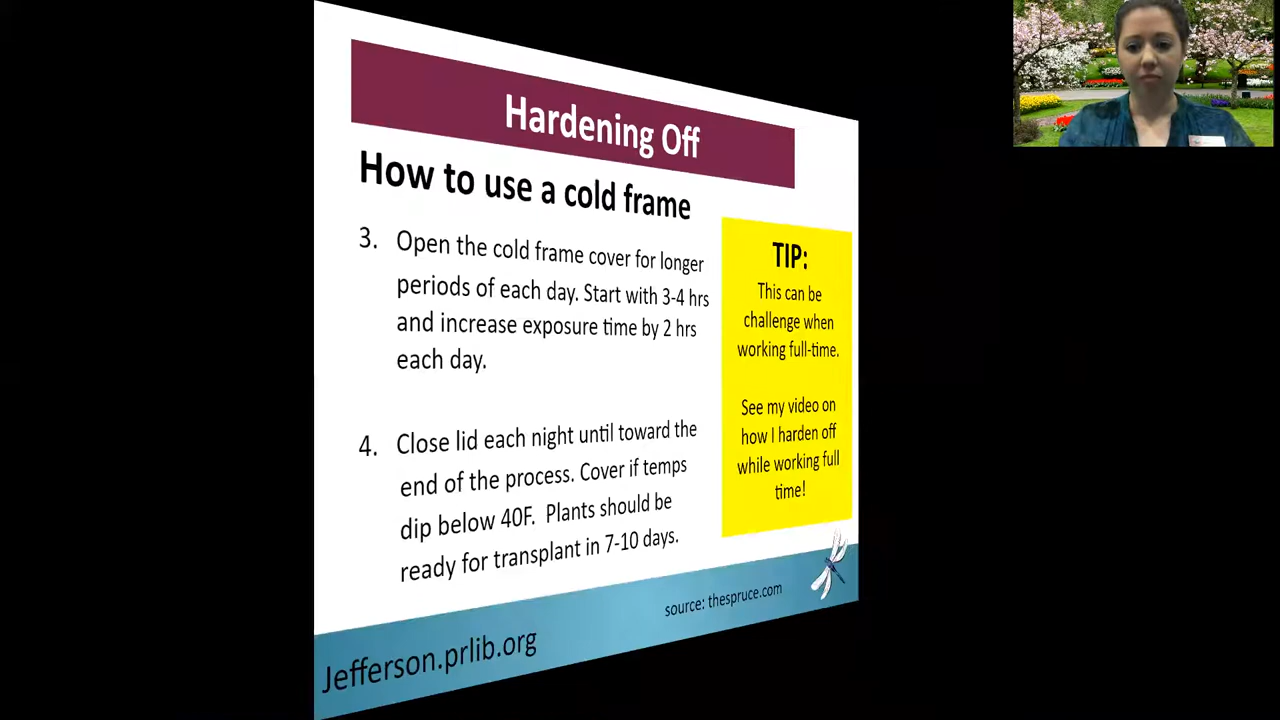 Hardening Off
How to use a cold frame
3. Open the cold frame cover for longer
periods of each day. Start with 3-4 hrs
and increase exposure time by 2 hrs
each day.
4. Close lid each night until toward the
end of the process. Cover if temps
dip below 40F. Plants should be
ready for transplant in 7-10 days.
TIP:
This can be
challenge when
working full-time.
See my video on
how I harden off
while working full
time!
source: thespruce.com
Jefferson.prlib.org